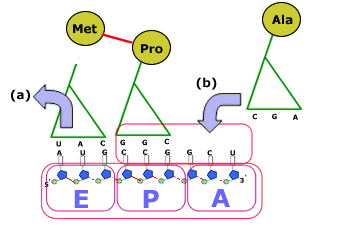 Ala
Met
Pro
(b)
(a)
C G A
U A C G G C
A U G C C G G C U
5'
3'
E P A